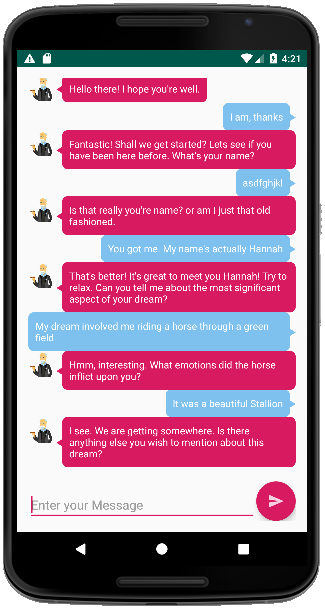 4:21
Hello there! I hope you're well.
I am, thanks
Fantastic! Shall we get started? Lets see if you
have been here before. What's your name?
asdfghjkl
Is that really you're name? or am I just that old
fashioned.
You got me. My name's actually Hannah
That's better! It's great to meet you Hannah! Try to
relax. Can you tell me about the most significant
aspect of your dream?
My dream involved me riding a horse through a green
field
Hmm, interesting. What emotions did the horse
inflict upon you?
It was a beautiful Stallion
I see. We are getting somewhere. Is there
anything else you wish to mention about this
dream?
Enter your Message